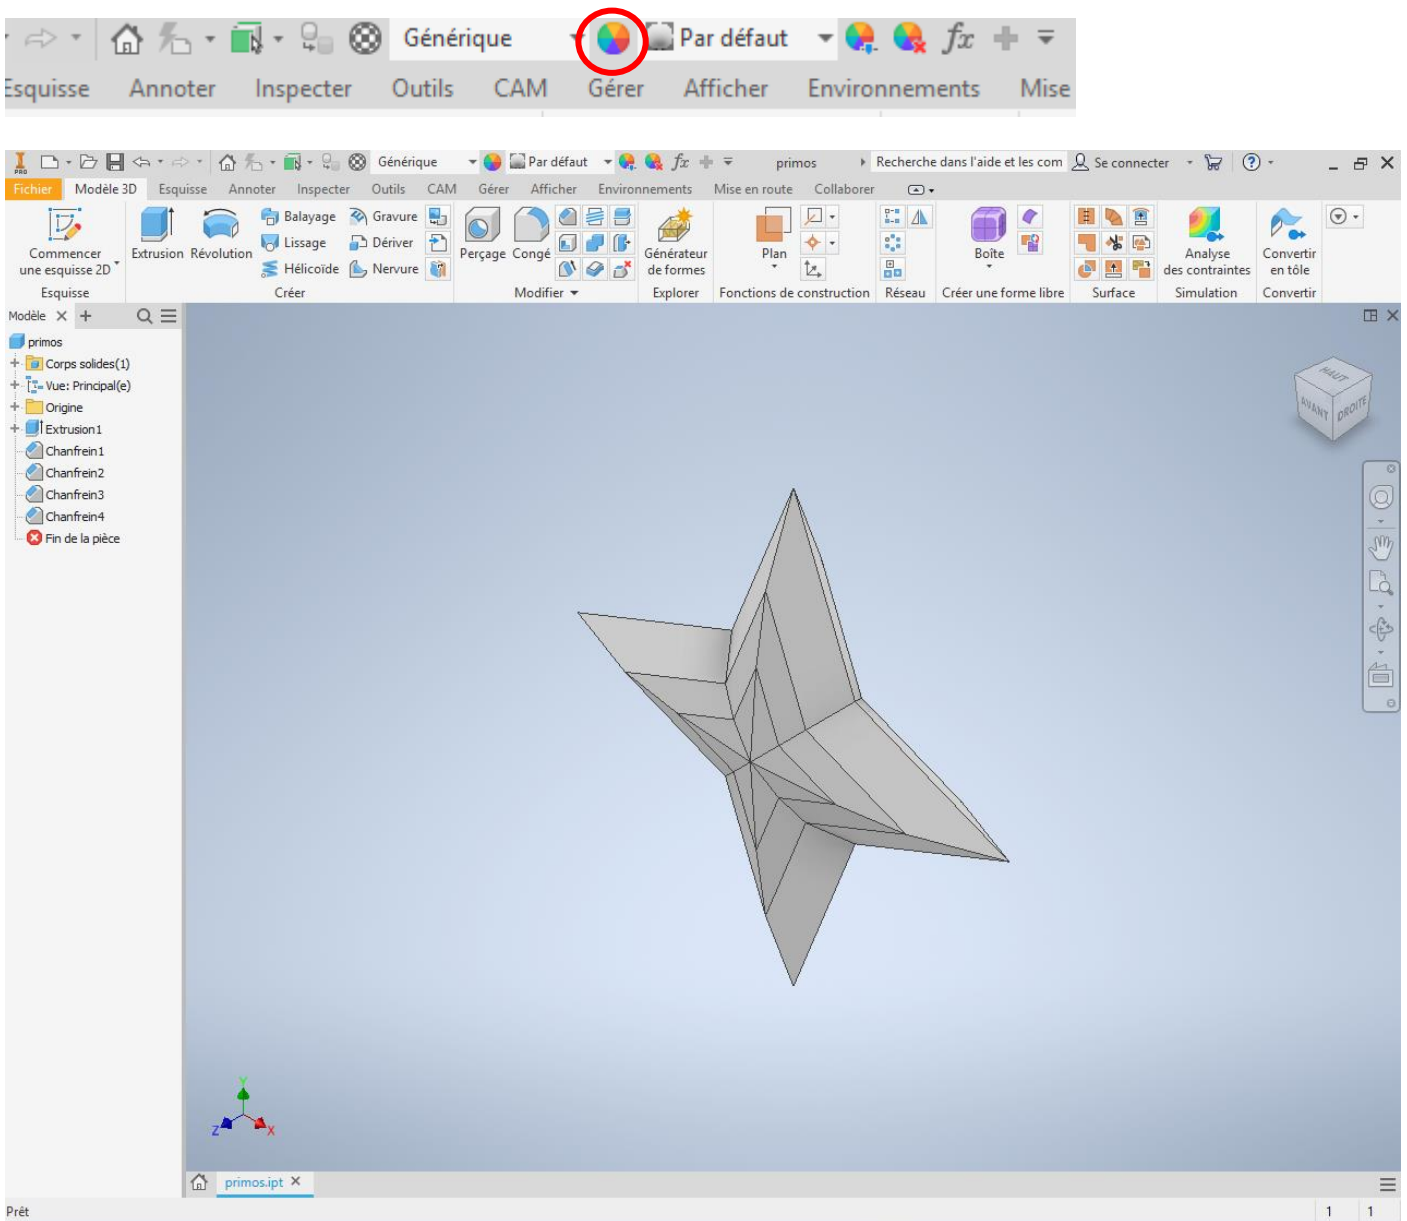 Générique Par défaut fx
Esquisse Annoter Inspecter Outils CAM Gérer Afficher Environnements Mise
PRO Générique Par défaut fx primos Recherche dans l'aide et les com Se connecter
Fichier Modèle 3D Esquisse Annoter Inspecter Outils CAM Gérer Afficher Environnements Mise en route Collaborer
Commencer
une esquisse 2D
Extrusion
Révolution
Balayage Gravure
Lissage Dériver
Hélicoïde Nervure
Perçage
Congé
Générateur
de formes
Plan
Boîte
Analyse
des contraintes
Convertir
en tôle
Esquisse Créer Modifier Explorer Fonctions de construction Réseau Créer une forme libre Surface Simulation Convertir
Modèle
primos
Corps solides(1)
Vue: Principal(e)
Origine
Extrusion1
Chanfrein1
Chanfrein2
Chanfrein3
Chanfrein4
Fin de la pièce
HAUT
AVANT DROITE
Y
Z X
primos.ipt
Prêt 1 1